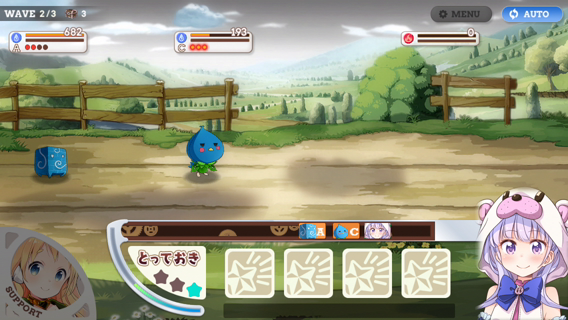 WAVE 2/3 3
MENU
AUTO
682
193
0
A
C
A
C
とっておき
SUPPORT